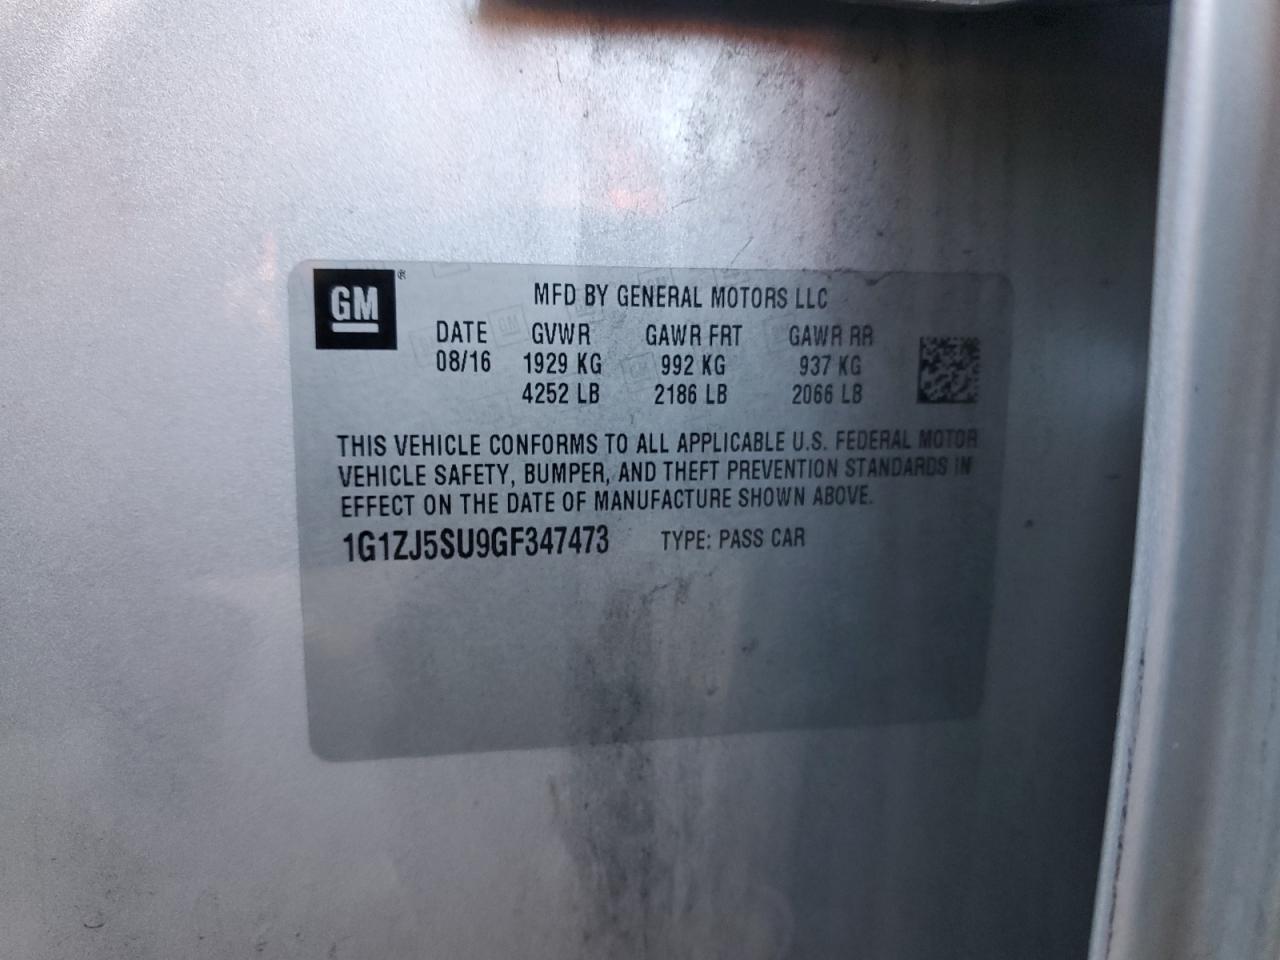 GM®
MFD BY GENERAL MOTORS LLC
DATE GVWR GAWR FRT GAWR RR
08/16 1929 KG 992 KG 937 KG
4252 LB 2186 LB 2066 LB
THIS VEHICLE CONFORMS TO ALL APPLICABLE U.S. FEDERAL MOTOR
VEHICLE SAFETY, BUMPER, AND THEFT PREVENTION STANDARDS IN
EFFECT ON THE DATE OF MANUFACTURE SHOWN ABOVE.
1G1ZJ5SU9GF347473 TYPE: PASS CAR